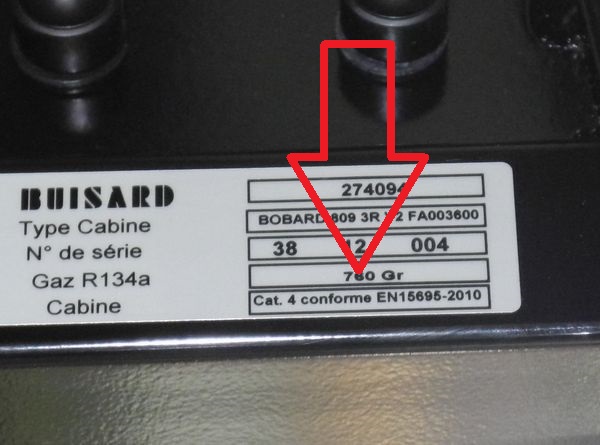 BUISARD 274094
Type Cabine BOBARD 809 3R FA003600
N° de série 38 12 004
Gaz R134a Gr
Cabine Cat. 4 conforme EN15695-2010